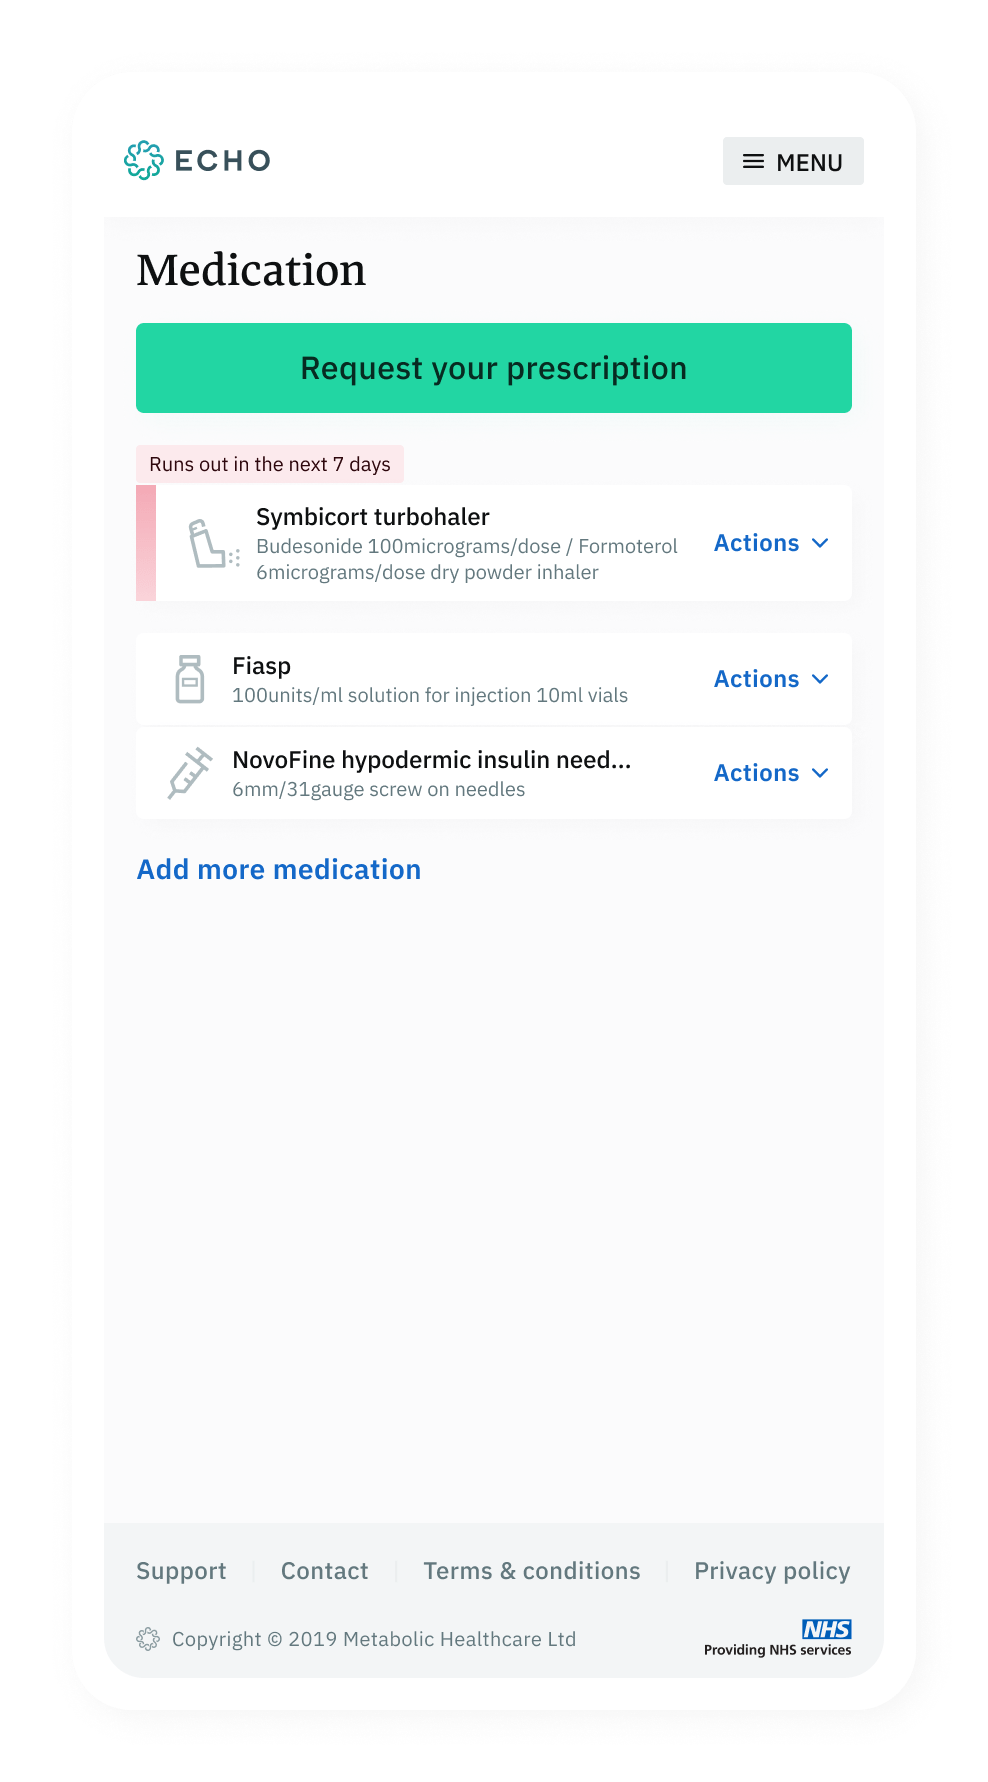 ECHO
MENU
Medication
Request your prescription
Runs out in the next 7 days
Symbicort turbohaler
Budesonide 100micrograms/dose / Formoterol
6micrograms/dose dry powder inhaler
Actions
Fiasp
100units/ml solution for injection 10ml vials
Actions
NovoFine hypodermic insulin need...
6mm/31gauge screw on needles
Actions
Add more medication
Support
Contact
Terms & conditions
Privacy policy
Copyright © 2019 Metabolic Healthcare Ltd
NHS
Providing NHS services